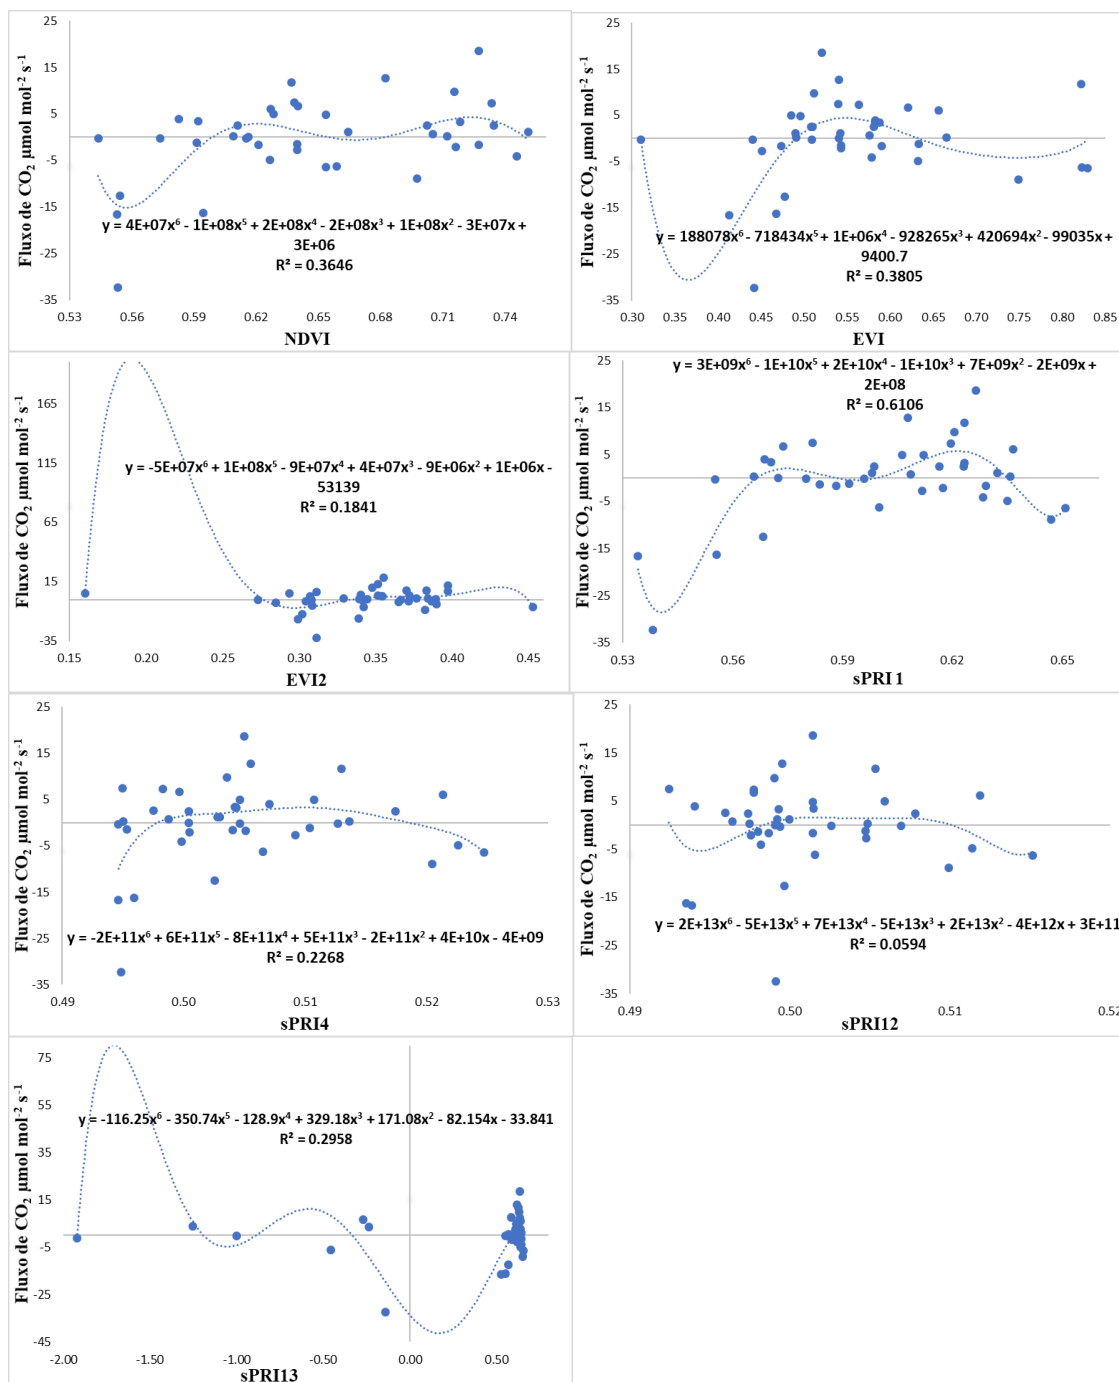 Fluxo de CO₂ µmol mol⁻² s⁻¹
25
15
5
-5
-15
-25
-35
y = 4E+07x⁶ - 1E+08x⁵ + 2E+08x⁴ - 2E+08x³ + 1E+08x² - 3E+07x +
3E+06
R² = 0.3646
0.53 0.56 0.59 0.62 0.65 0.68 0.71 0.74
NDVI
Fluxo de CO₂ µmol mol⁻² s⁻¹
25
15
5
-5
-15
-25
-35
y = 188078x⁶ - 718434x⁵ + 1E+06x⁴ - 928265x³ + 420694x² - 99035x +
9400.7
R² = 0.3805
0.30 0.35 0.40 0.45 0.50 0.55 0.60 0.65 0.70 0.75 0.80 0.85
EVI
Fluxo de CO₂ µmol mol⁻² s⁻¹
165
115
65
15
-35
y = -5E+07x⁶ + 1E+08x⁵ - 9E+07x⁴ + 4E+07x³ - 9E+06x² + 1E+06x -
53139
R² = 0.1841
0.15 0.20 0.25 0.30 0.35 0.40 0.45
EVI2
Fluxo de CO₂ µmol mol⁻² s⁻¹
25
15
5
-5
-15
-25
-35
y = 3E+09x⁶ - 1E+10x⁵ + 2E+10x⁴ - 1E+10x³ + 7E+09x² - 2E+09x +
2E+08
R² = 0.6106
0.53 0.56 0.59 0.62 0.65
sPRI 1
Fluxo de CO₂ µmol mol⁻² s⁻¹
25
15
5
-5
-15
-25
-35
y = -2E+11x⁶ + 6E+11x⁵ - 8E+11x⁴ + 5E+11x³ - 2E+11x² + 4E+10x - 4E+09
R² = 0.2268
0.49 0.50 0.51 0.52 0.53
sPRI4
Fluxo de CO₂ µmol mol⁻² s⁻¹
25
15
5
-5
-15
-25
-35
y = 2E+13x⁶ - 5E+13x⁵ + 7E+13x⁴ - 5E+13x³ + 2E+13x² - 4E+12x + 3E+11
R² = 0.0594
0.49 0.50 0.51 0.52
sPRI12
Fluxo de CO₂ µmol mol⁻² s⁻¹
75
55
35
15
-5
-25
-45
y = -116.25x⁶ - 350.74x⁵ - 128.9x⁴ + 329.18x³ + 171.08x² - 82.154x - 33.841
R² = 0.2958
-2.00 -1.50 -1.00 -0.50 0.00 0.50
sPRI13